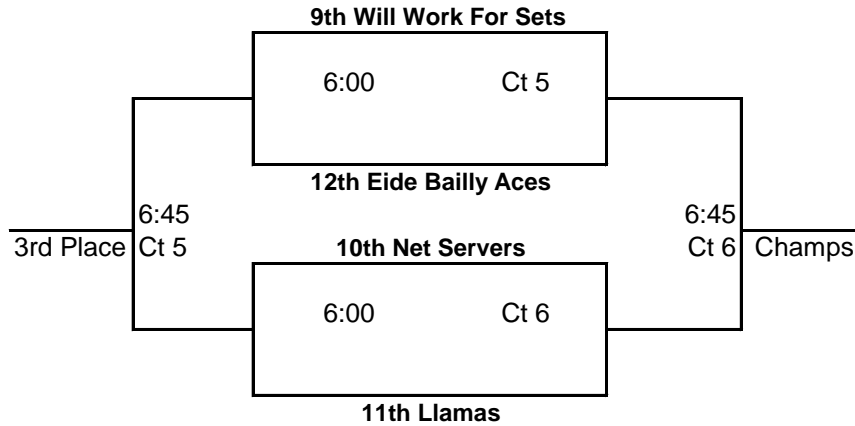 9th Will Work For Sets
6:00 Ct 5
12th Eide Bailly Aces
6:45 6:45
3rd Place Ct 5 10th Net Servers Ct 6 Champs
6:00 Ct 6
11th Llamas